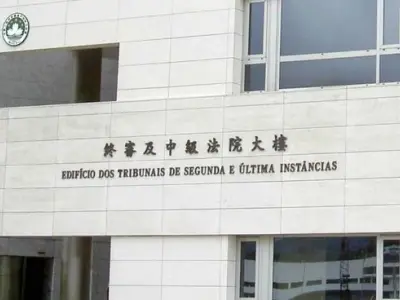 終審及中級法院大樓
EDIFÍCIO DOS TRIBUNAIS DE SEGUNDA E ÚLTIMA INSTÂNCIAS